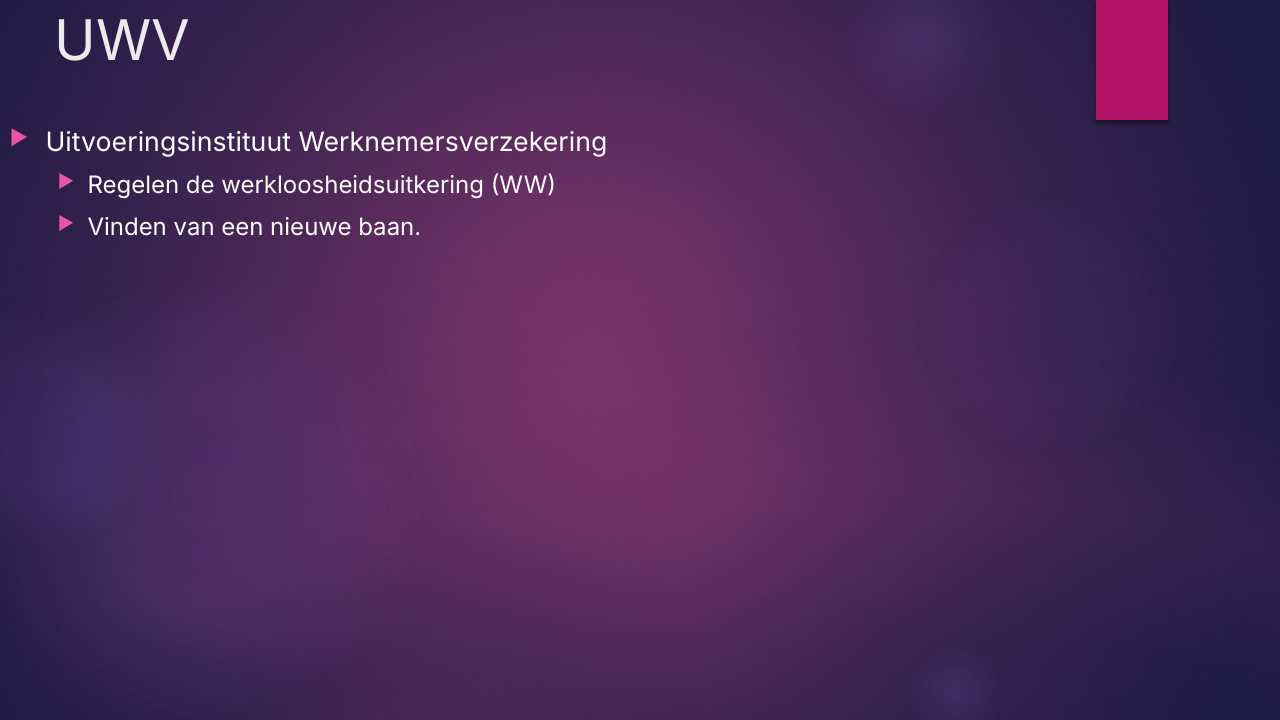 UWV
Uitvoeringsinstituut Werknemersverzekering
Regelen de werkloosheidsuitkering (WW)
Vinden van een nieuwe baan.